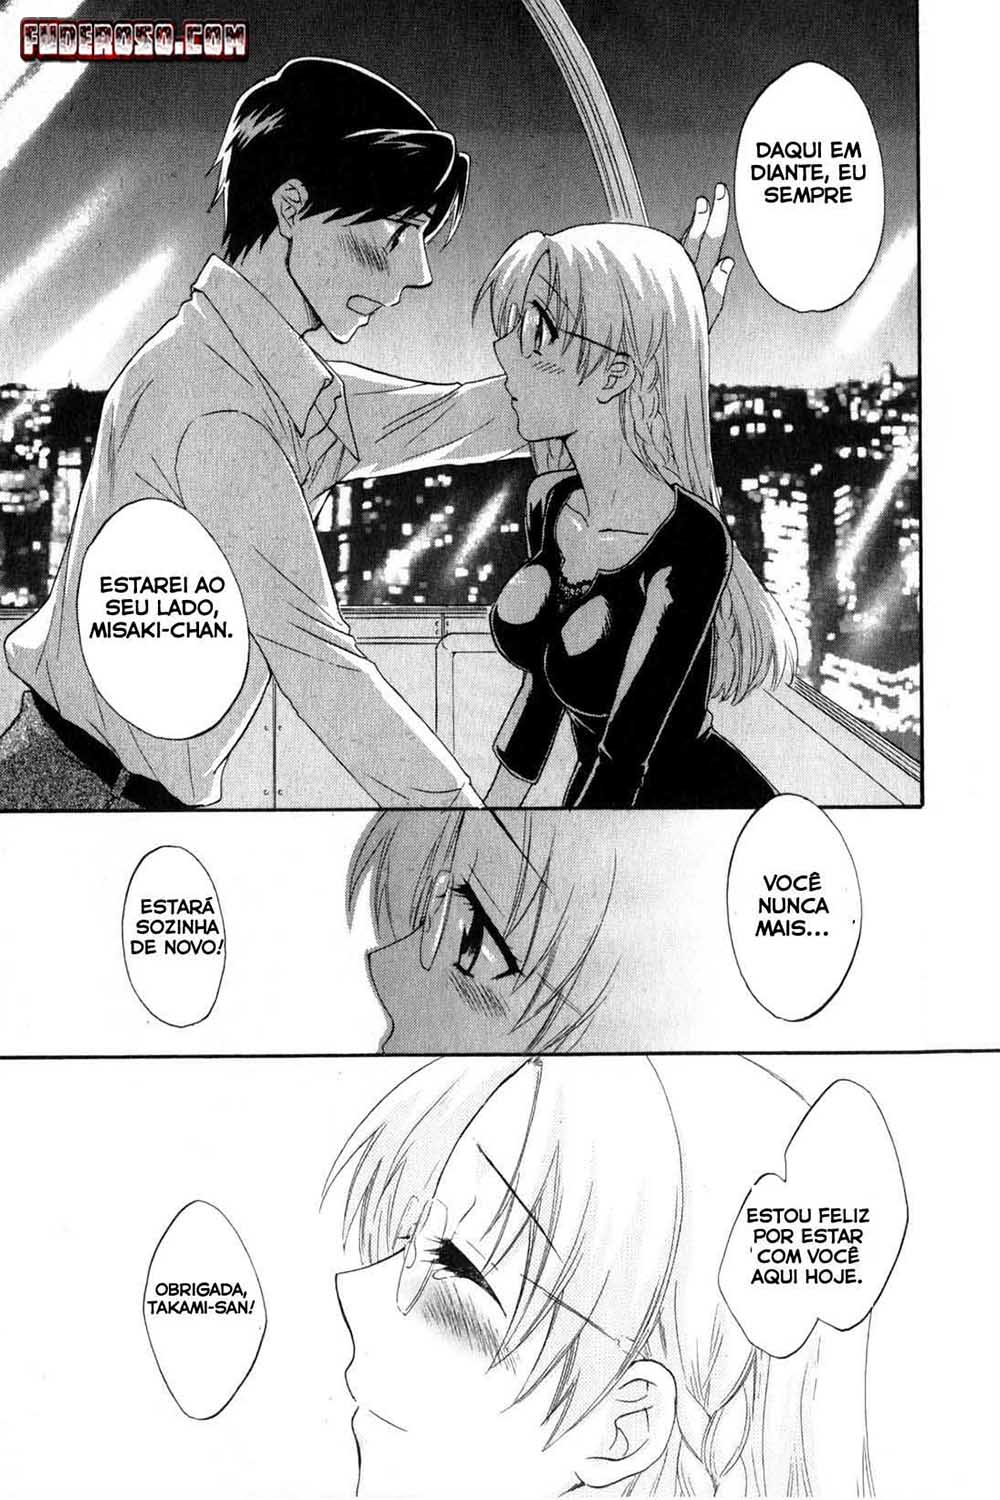 FUDEROSO.COM
DAQUI EM
DIANTE, EU
SEMPRE
ESTAREI AO
SEU LADO,
MISAKI-CHAN.
VOCÊ
NUNCA
MAIS...
ESTARÁ
SOZINHA
DE NOVO!
ESTOU FELIZ
POR ESTAR
COM VOCÊ
AQUI HOJE.
OBRIGADA,
TAKAMI-SAN!